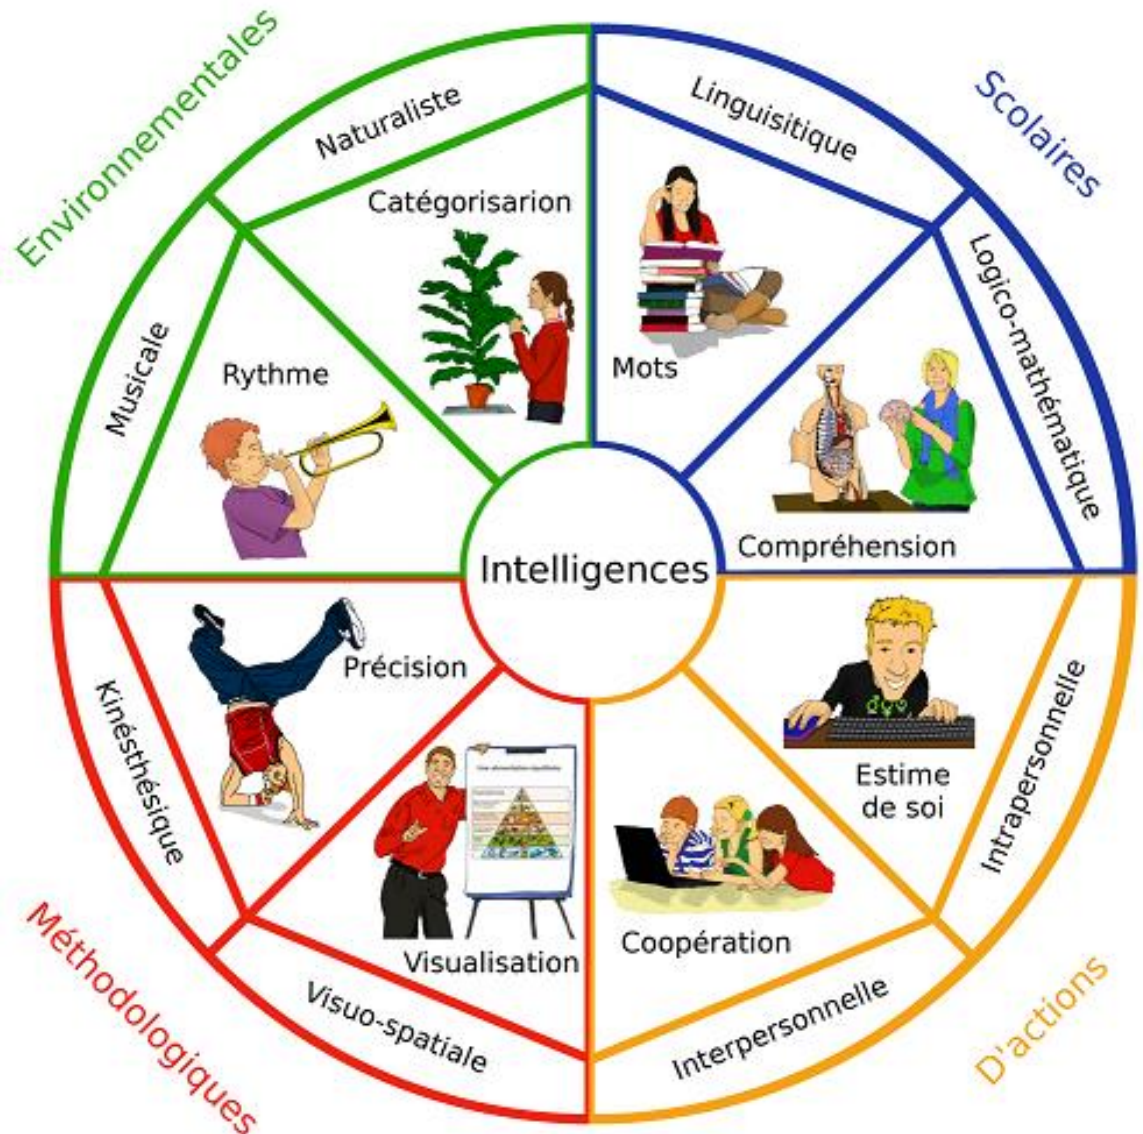 Environnementales
Scolaires
Naturaliste
Linguisitique
Catégorisarion
Mots
Musicale
Rythme
Logico-mathématique
Compréhension
Intelligences
Kinésthésique
Précision
Estime
de soi
Intrapersonnelle
Visualisation
Coopération
Visuo-spatiale
Interpersonnelle
Méthodologiques
D'actions